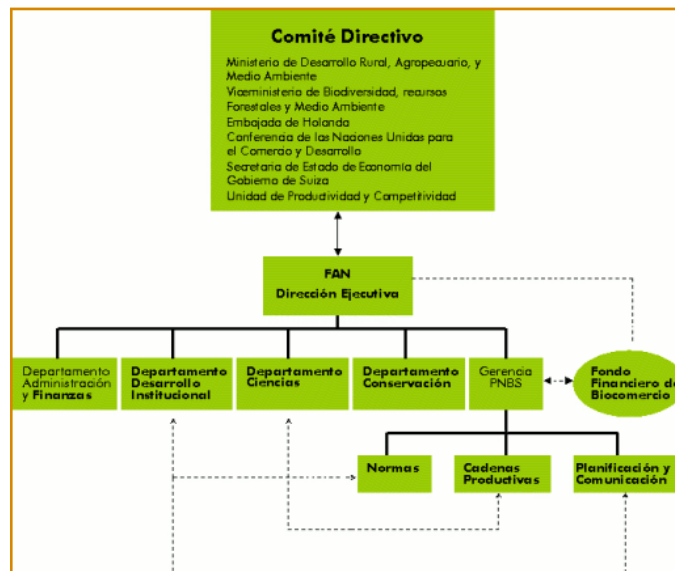 Comité Directivo
Ministerio de Desarrollo Rural, Agropecuario, y
Medio Ambiente
Viceministerio de Biodiversidad, recursos
Forestales y Medio Ambiente
Embajada de Holanda
Conferencia de las Naciones Unidas para
el Comercio y Desarrollo
Secretaria de Estado de Economía del
Gobierno de Suiza
Unidad de Productividad y Competitividad
FAN
Dirección Ejecutiva
Departamento
Administración
y Finanzas
Departamento
Desarrollo
Institucional
Departamento
Ciencias
Departamento
Conservación
Gerencia
PNBS
Fondo
Financiero de
Biocomercio
Normas
Cadenas
Productivas
Planificación y
Comunicación